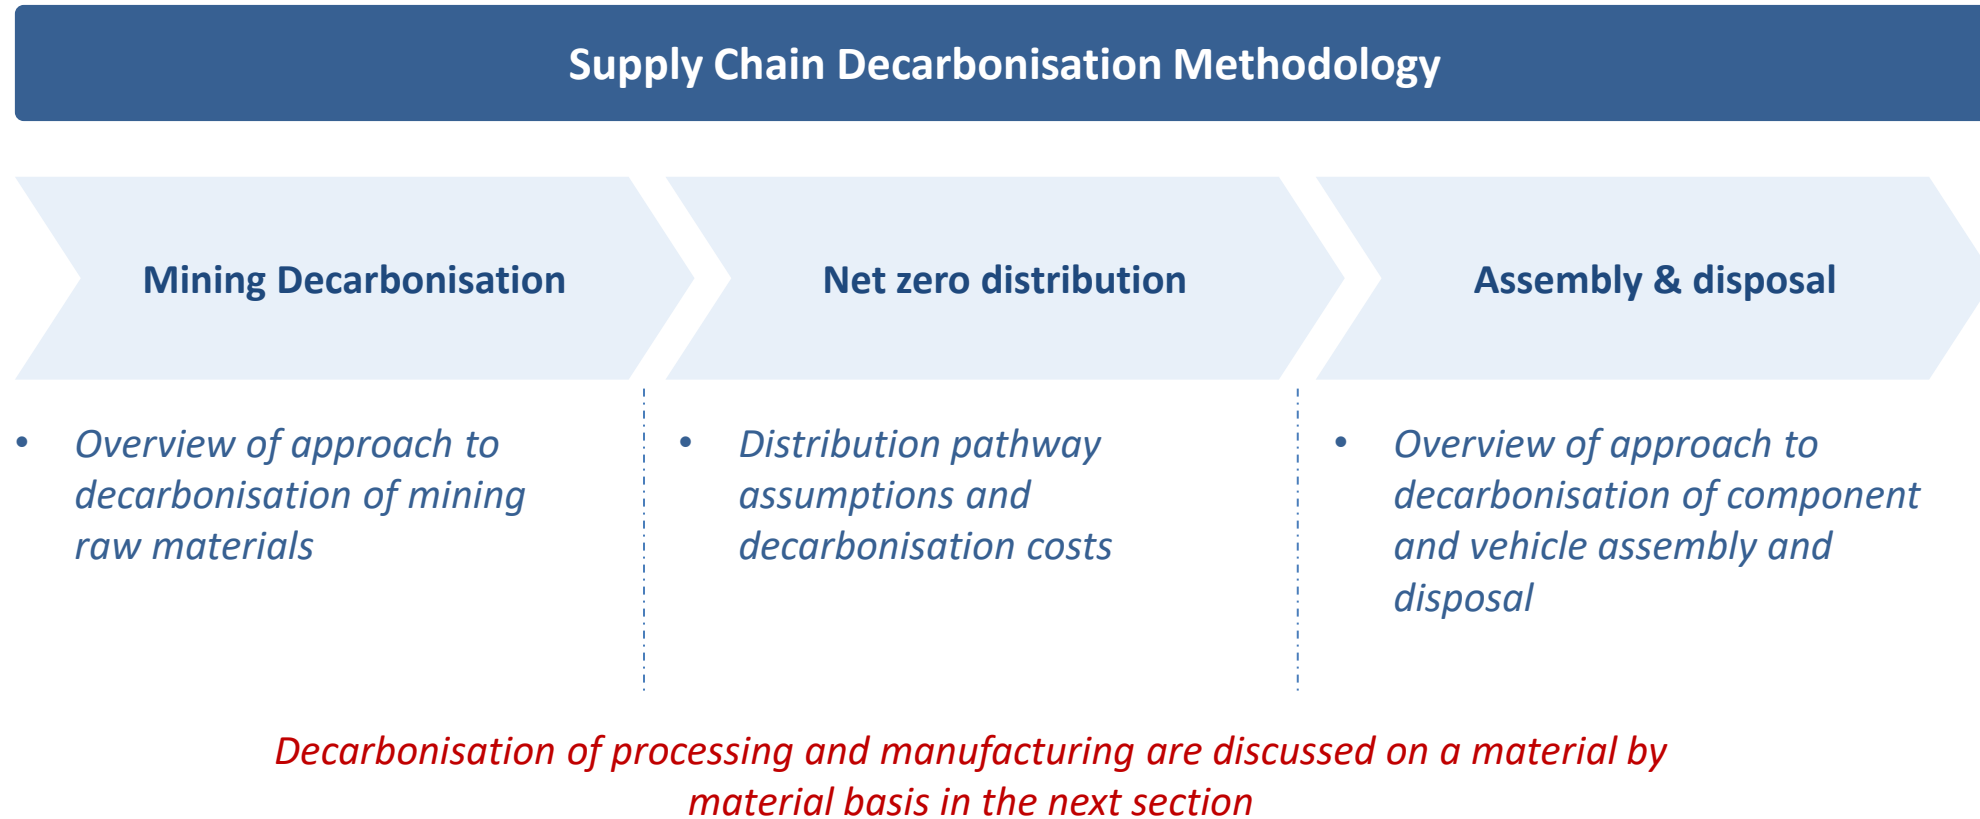 Supply Chain Decarbonisation Methodology
Mining Decarbonisation
Net zero distribution
Assembly & disposal
• Overview of approach to
decarbonisation of mining
raw materials
• Distribution pathway
assumptions and
decarbonisation costs
• Overview of approach to
decarbonisation of component
and vehicle assembly and
disposal
Decarbonisation of processing and manufacturing are discussed on a material by
material basis in the next section